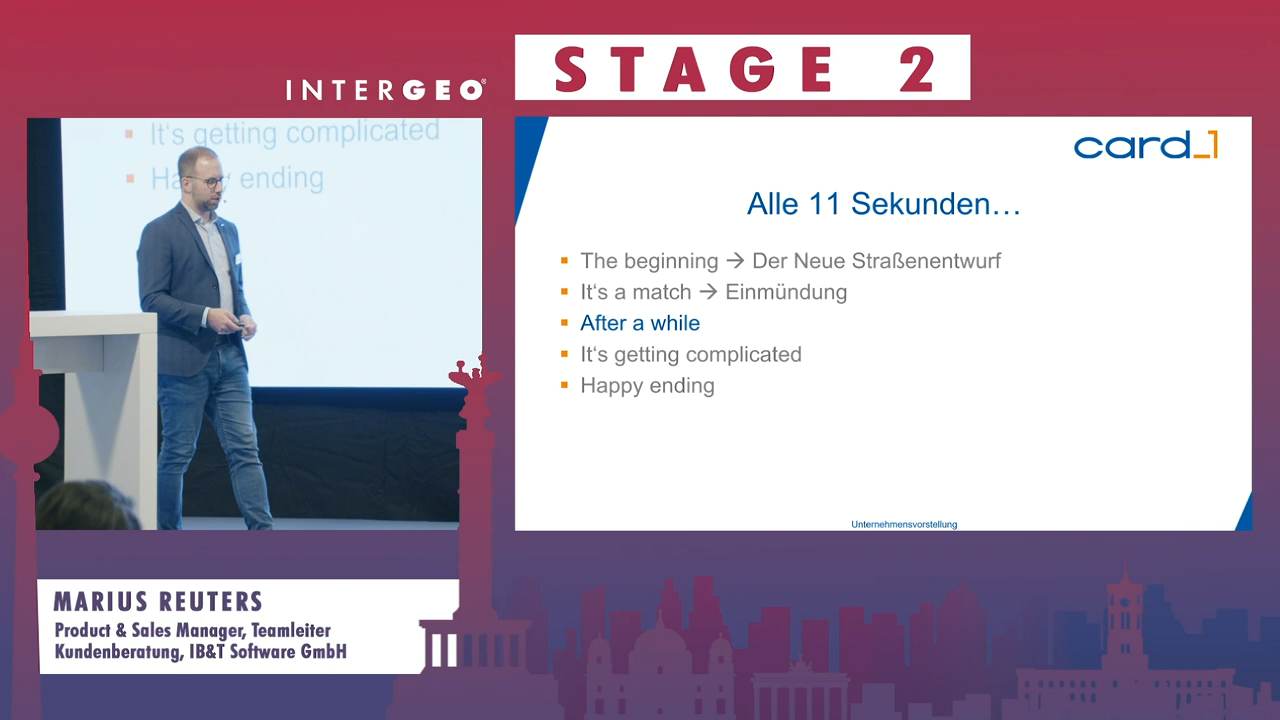 STAGE 2
INTERGEO®
It's getting complicated
Happy ending
card_1
Alle 11 Sekunden…
▪ The beginning → Der Neue Straßenentwurf
▪ It's a match → Einmündung
▪ After a while
▪ It's getting complicated
▪ Happy ending
Unternehmensvorstellung
MARIUS REUTERS
Product & Sales Manager, Teamleiter
Kundenberatung, IB&T Software GmbH